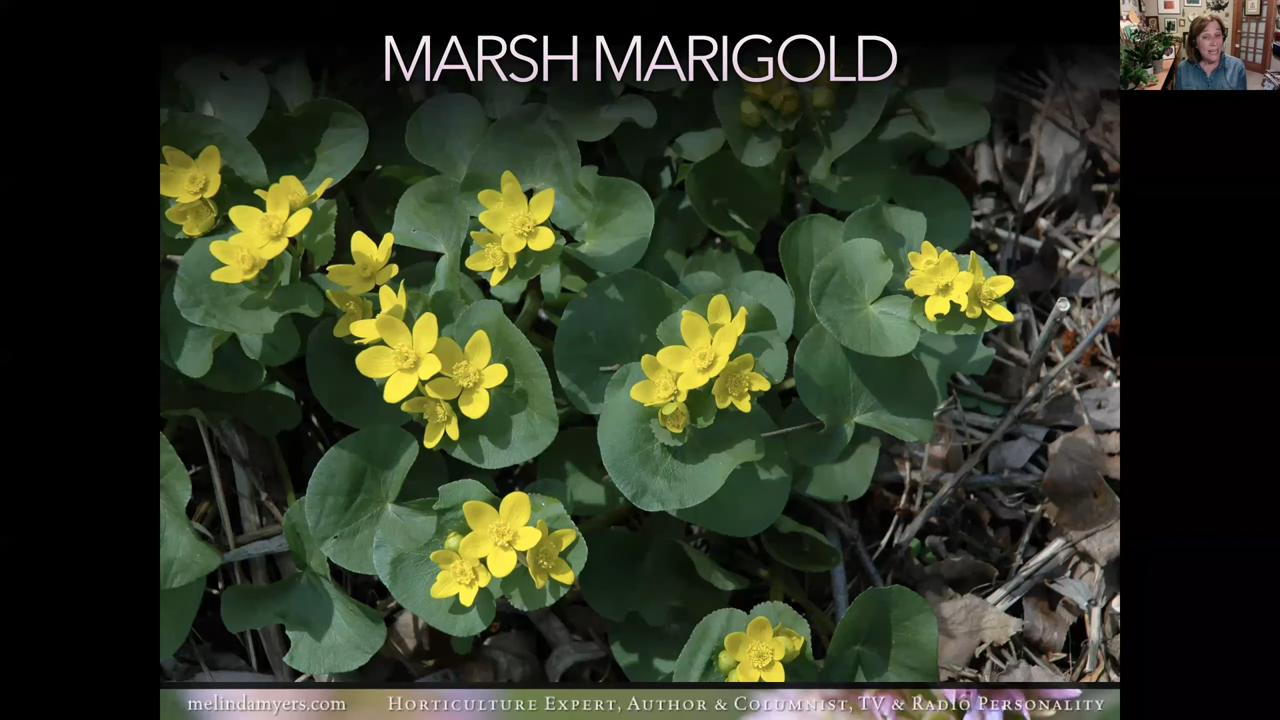 MARSH MARIGOLD
melindamyers.com HORTICULTURE EXPERT, AUTHOR & COLUMNIST, TV & RADIO PERSONALITY